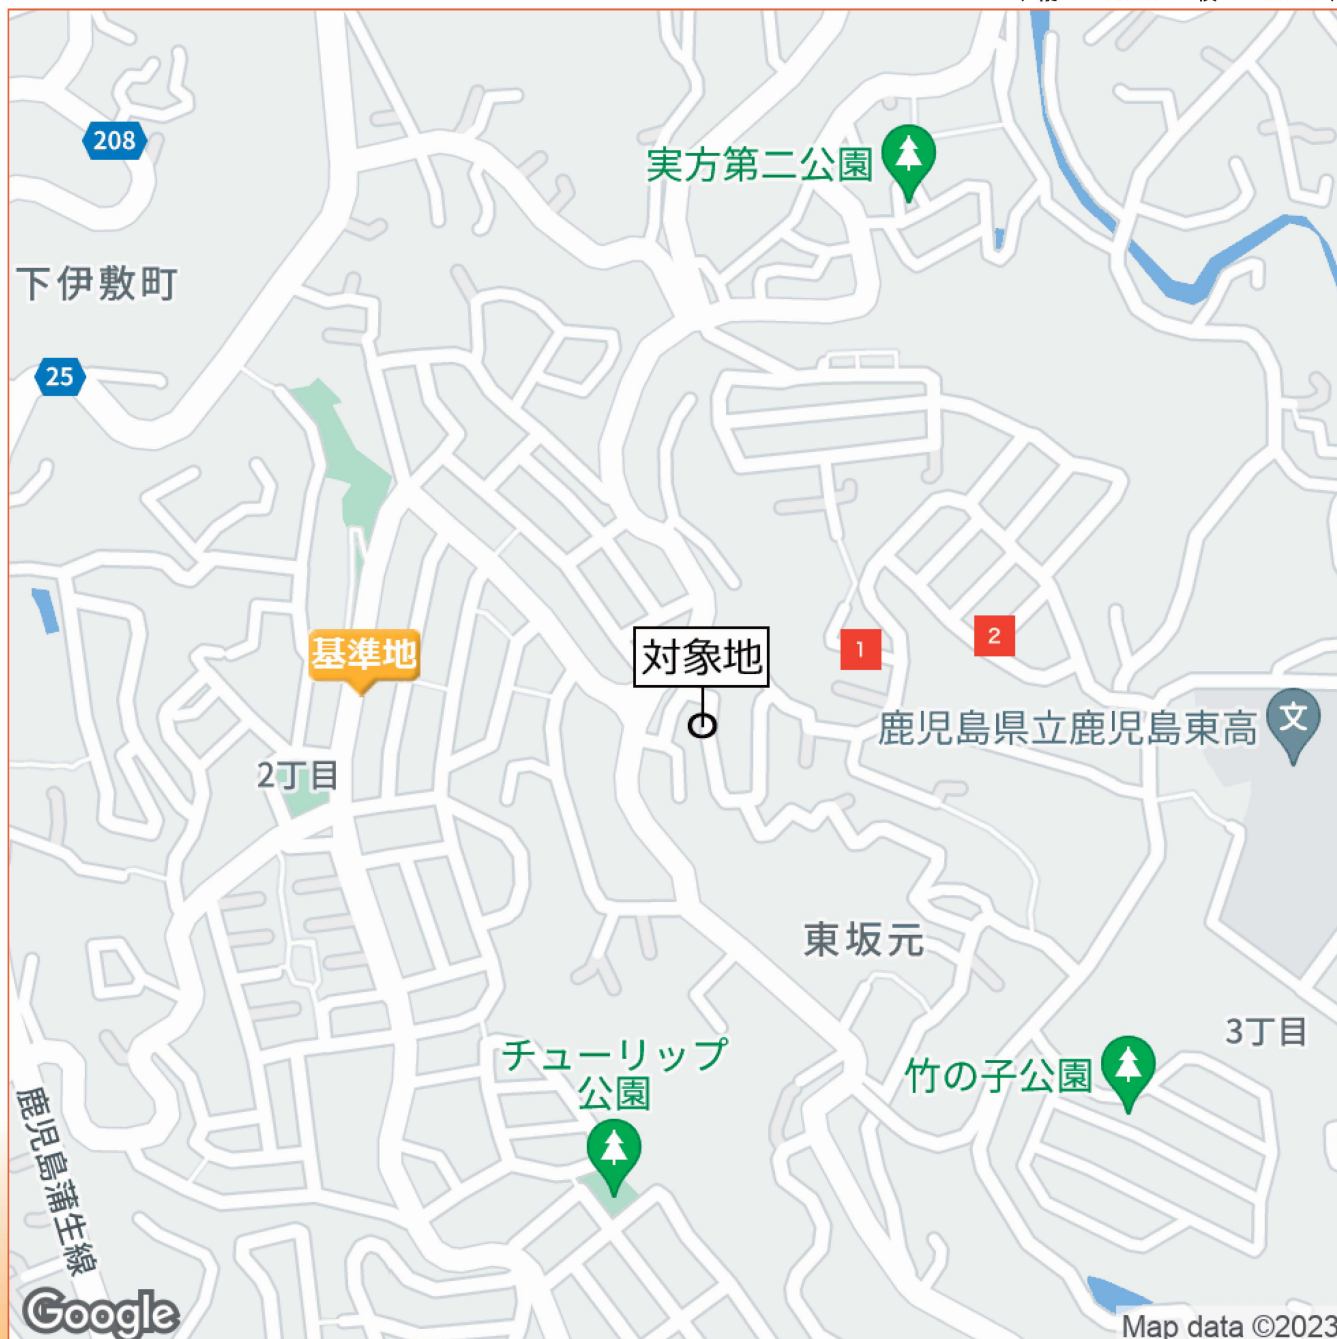 208
実方第二公園
下伊敷町
25
基準地
対象地
1
2
鹿児島県立鹿児島東高
文
2丁目
東坂元
3丁目
チューリップ
公園
竹の子公園
鹿児島蒲生線
Google
Map data ©2023